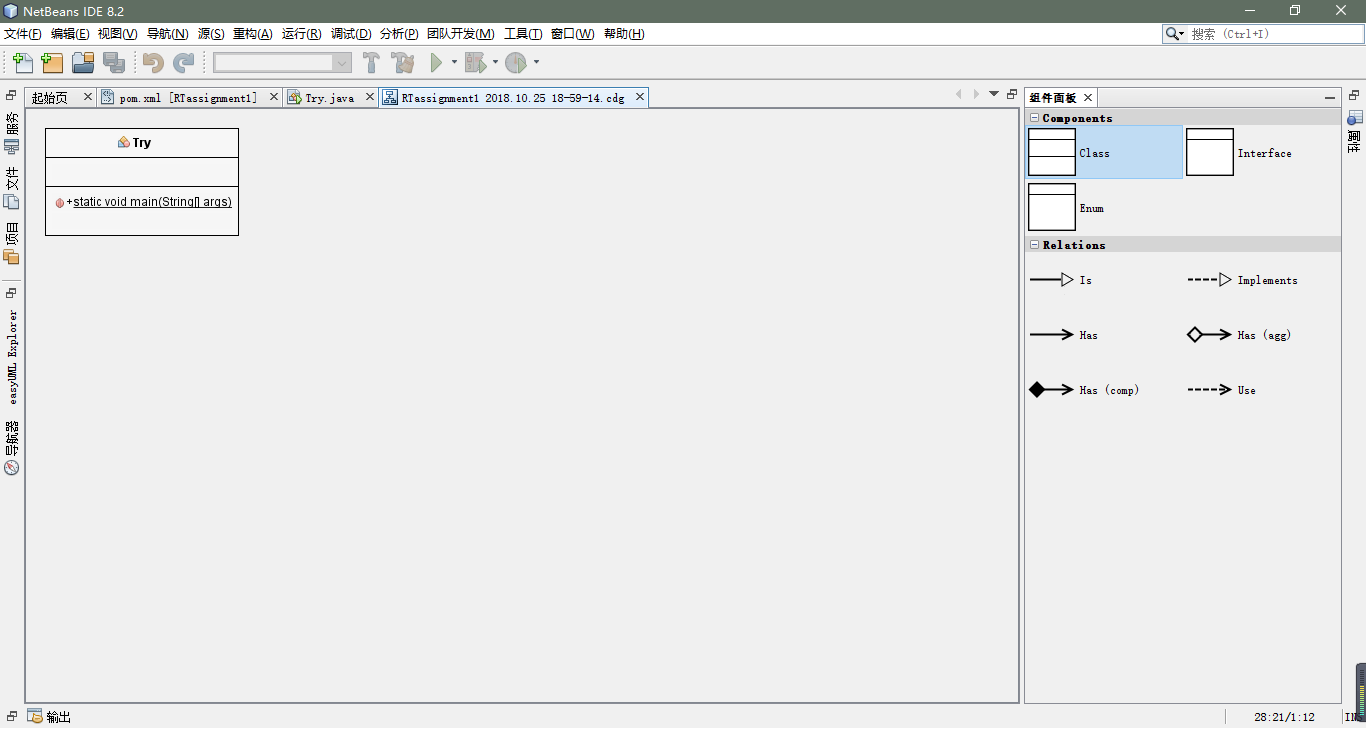 NetBeans IDE 8.2
文件(F) 编辑(E) 视图(V) 导航(N) 源(S) 重构(A) 运行(R) 调试(D) 分析(P) 团队开发(M) 工具(T) 窗口(W) 帮助(H)
搜索 (Ctrl+I)
起始页 pom.xml [RTassignment1] Try.java RTassignment1 2018.10.25 18-59-14.cdg
服务
文件
项目
easyUML Explorer
导航器
Try
+static void main(String[] args)
组件面板
Components
Class Interface
Enum
Relations
Is Implements
Has Has (agg)
Has (comp) Use
属性
输出
28:21/1:12